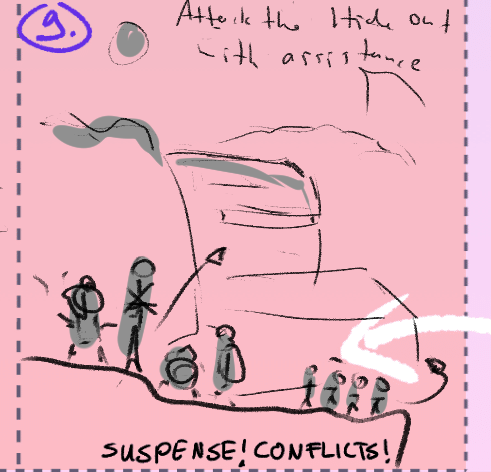 9.
Attack the Hide out
with assistance
SUSPENSE! CONFLICTS!